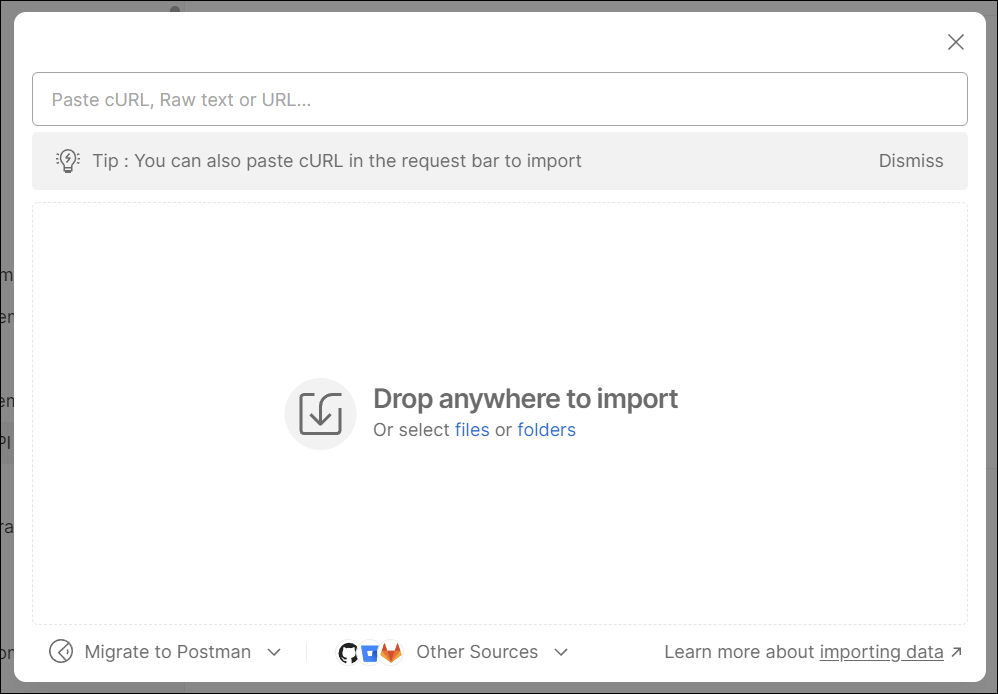 Paste cURL, Raw text or URL...
Tip : You can also paste cURL in the request bar to import
Dismiss
Drop anywhere to import
Or select files or folders
Migrate to Postman
Other Sources
Learn more about importing data